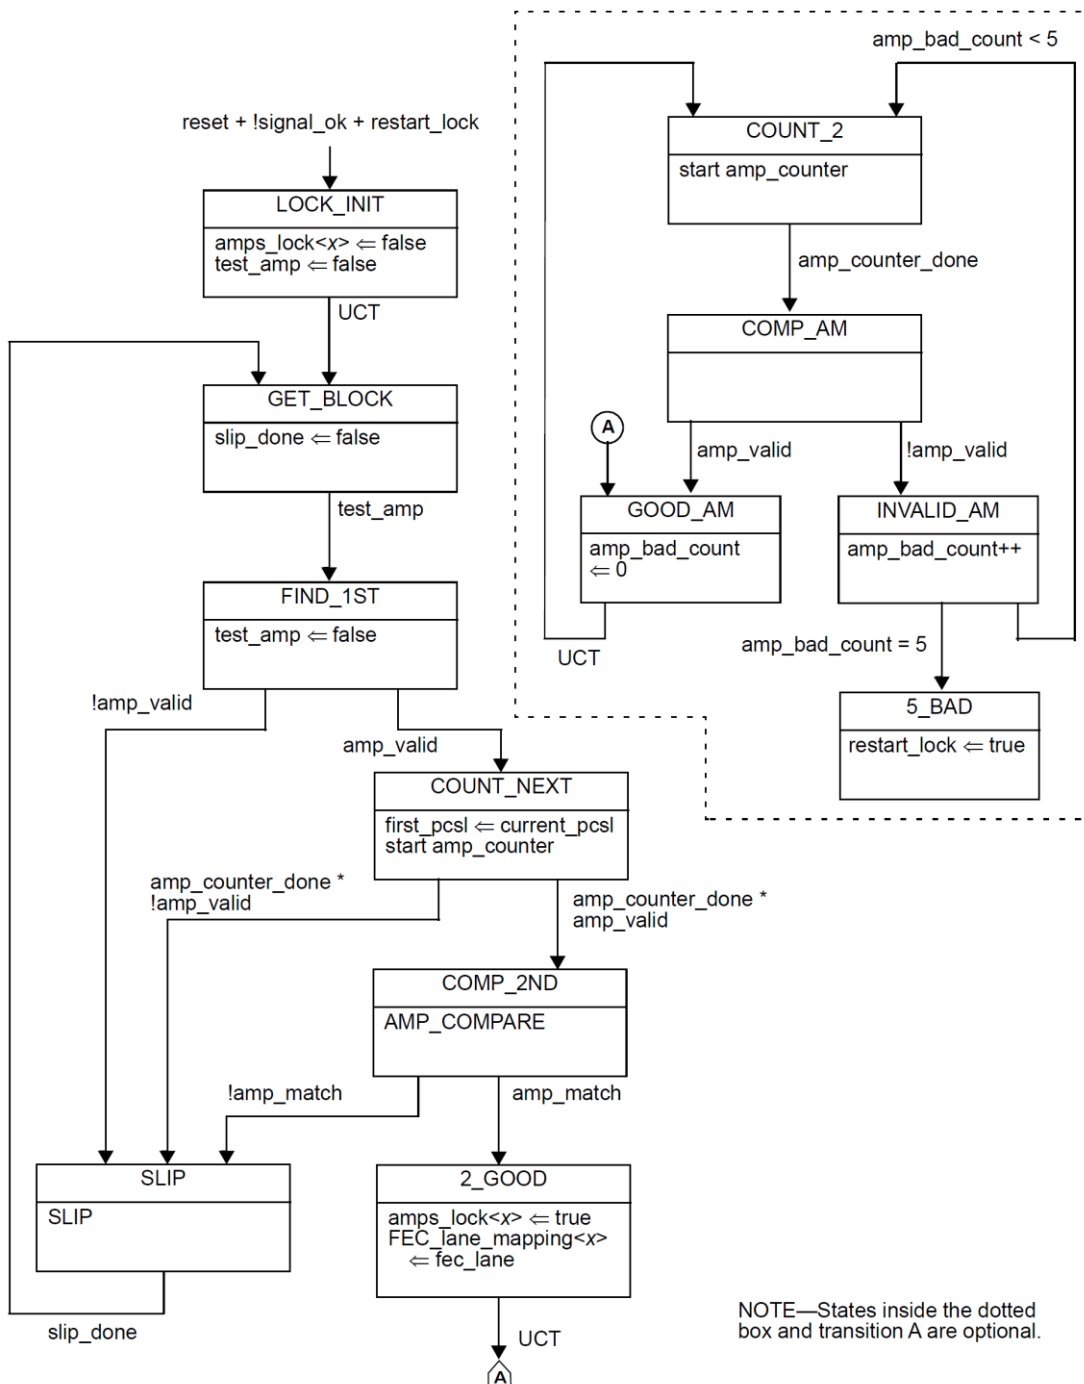 reset + !signal_ok + restart_lock
LOCK_INIT
amps_lock<x> ⇐ false
test_amp ⇐ false
UCT
GET_BLOCK
slip_done ⇐ false
test_amp
FIND_1ST
test_amp ⇐ false
!amp_valid
amp_valid
COUNT_NEXT
first_pcsl ⇐ current_pcsl
start amp_counter
amp_counter_done *
!amp_valid
amp_counter_done *
amp_valid
COMP_2ND
AMP_COMPARE
!amp_match
amp_match
SLIP
SLIP
slip_done
2_GOOD
amps_lock<x> ⇐ true
FEC_lane_mapping<x>
⇐ fec_lane
UCT
A
amp_bad_count < 5
COUNT_2
start amp_counter
amp_counter_done
COMP_AM
A
amp_valid
!amp_valid
GOOD_AM
amp_bad_count
⇐ 0
UCT
INVALID_AM
amp_bad_count++
amp_bad_count = 5
5_BAD
restart_lock ⇐ true
NOTE—States inside the dotted
box and transition A are optional.